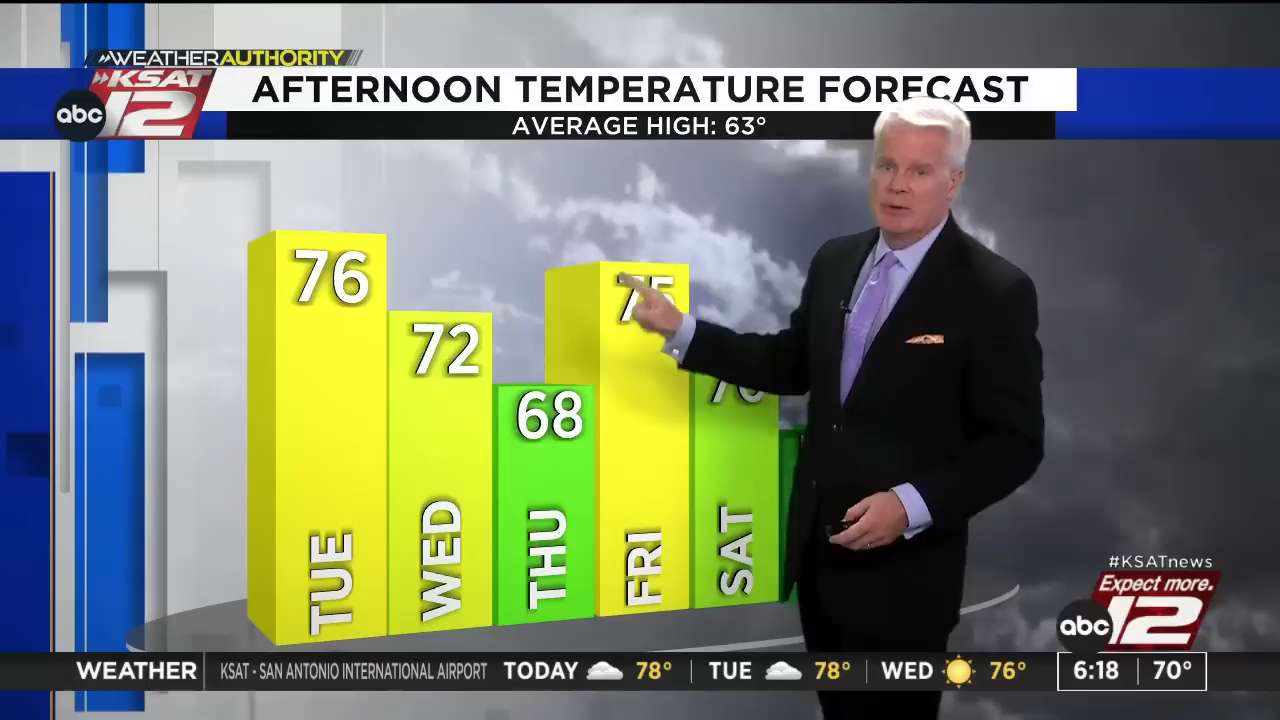 WEATHERAUTHORITY
KSAT
abc 12
AFTERNOON TEMPERATURE FORECAST
AVERAGE HIGH: 63°
76
72
68
75
TUE
WED
THU
FRI
SAT
#KSATnews
Expect more.
abc 12
WEATHER KSAT - SAN ANTONIO INTERNATIONAL AIRPORT TODAY 78° TUE 78° WED 76° 6:18 70°